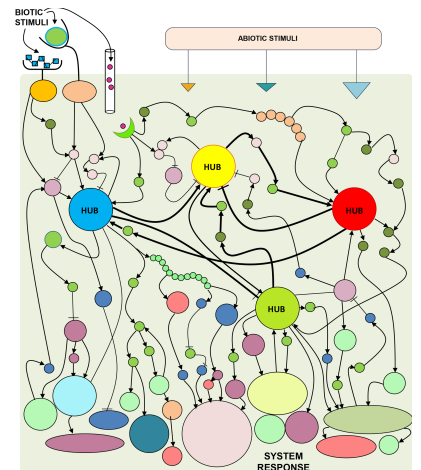 BIOTIC
STIMULI
ABIOTIC STIMULI
HUB
HUB
HUB
HUB
SYSTEM
RESPONSE